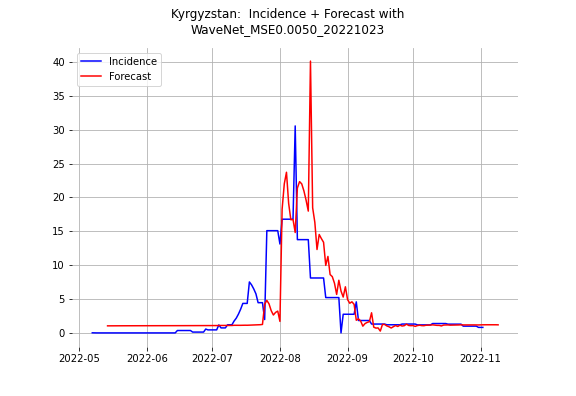 Kyrgyzstan:  Incidence + Forecast with
WaveNet_MSE0.0050_20221023
Incidence
Forecast
40
35
30
25
20
15
10
5
0
2022-05 2022-06 2022-07 2022-08 2022-09 2022-10 2022-11